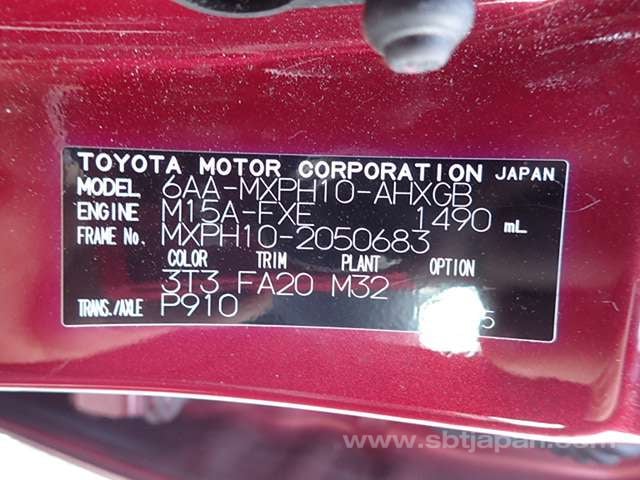 TOYOTA MOTOR CORPORATION JAPAN
MODEL 6AA-MXPH10-AHXGB
ENGINE M15A-FXE 1490 mL
FRAME No. MXPH10-2050683
COLOR TRIM PLANT OPTION
3T3 FA20 M32
TRANS./AXLE P910
www.sbtjapan.com